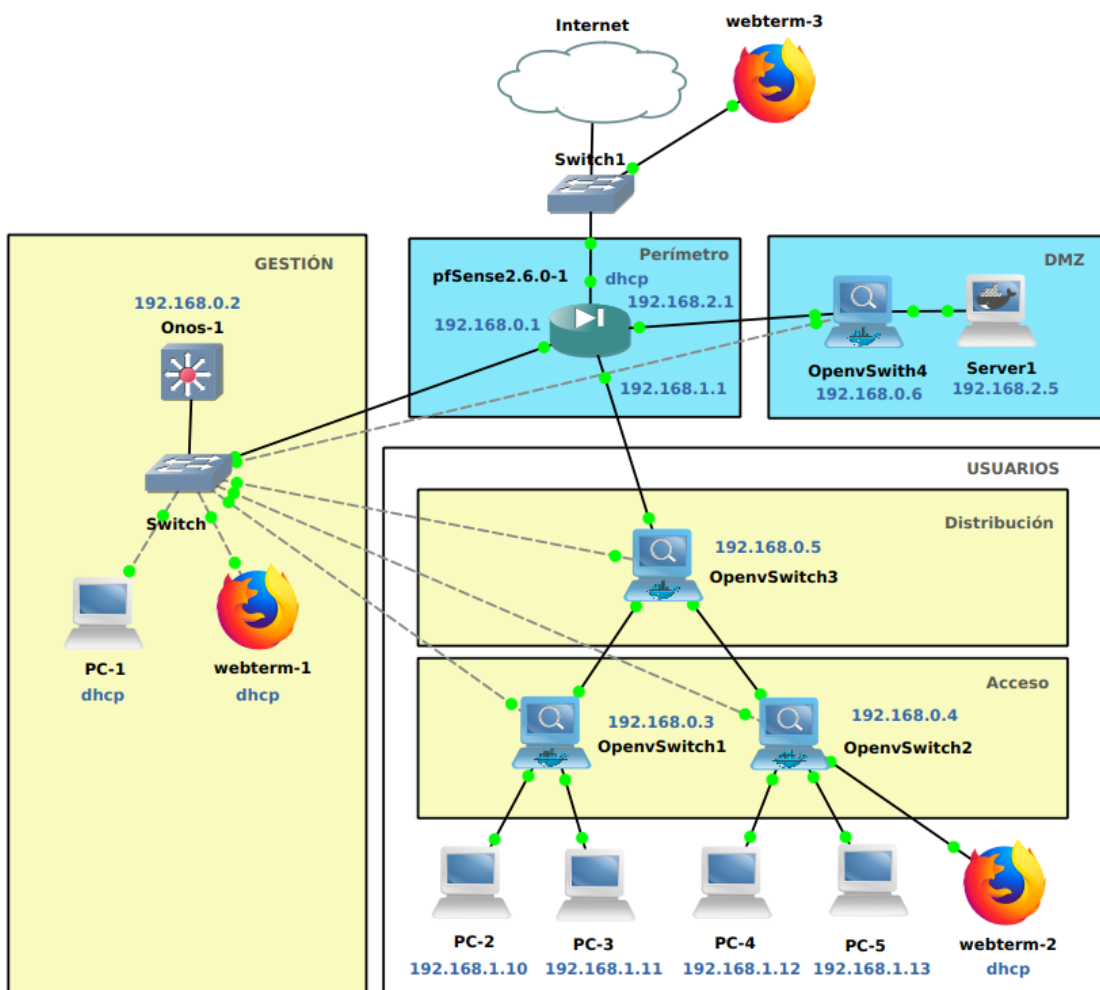 Internet
webterm-3
Switch1
GESTIÓN
192.168.0.2
Onos-1
Switch
PC-1
dhcp
webterm-1
dhcp
Perímetro
pfSense2.6.0-1
dhcp
192.168.2.1
192.168.0.1
192.168.1.1
DMZ
OpenvSwith4
192.168.0.6
Server1
192.168.2.5
USUARIOS
Distribución
192.168.0.5
OpenvSwitch3
Acceso
192.168.0.3
OpenvSwitch1
192.168.0.4
OpenvSwitch2
PC-2
192.168.1.10
PC-3
192.168.1.11
PC-4
192.168.1.12
PC-5
192.168.1.13
webterm-2
dhcp